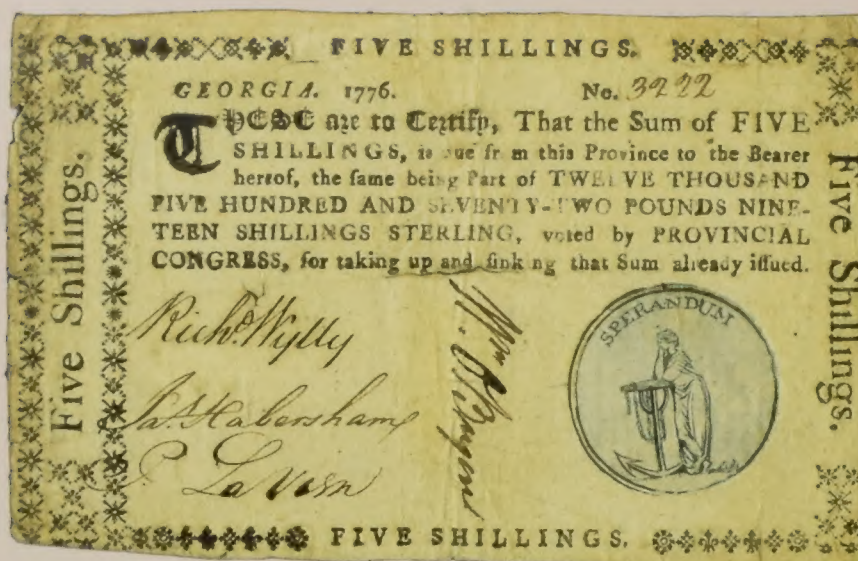 FIVE SHILLINGS.
GEORGIA. 1776. No. 3222
THESE are to Certify, That the Sum of FIVE
SHILLINGS, is due from this Province to the Bearer
hereof, the same being Part of TWELVE THOUSAND
FIVE HUNDRED AND SEVENTY-TWO POUNDS NINE-
TEEN SHILLINGS STERLING, voted by PROVINCIAL
CONGRESS, for taking up and sinking that Sum already issued.
Five Shillings.
Five Shillings.
Richd. Wylly
Jas. Habersham
P. Lavien
Wm.
SPERANDUM
FIVE SHILLINGS.